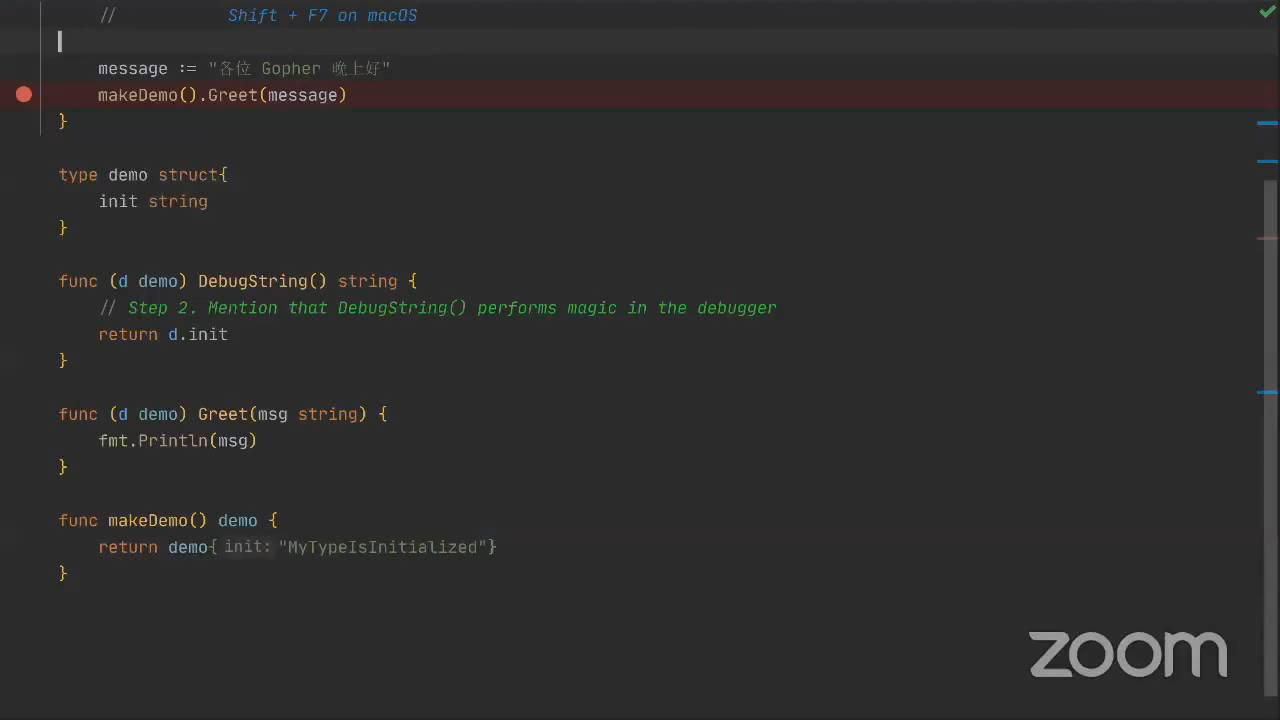 //           Shift + F7 on macOS
message := "各位 Gopher 晚上好"
makeDemo().Greet(message)
}
type demo struct{
init string
}
func (d demo) DebugString() string {
// Step 2. Mention that DebugString() performs magic in the debugger
return d.init
}
func (d demo) Greet(msg string) {
fmt.Println(msg)
}
func makeDemo() demo {
return demo{ init: "MyTypeIsInitialized"}
}
zoom